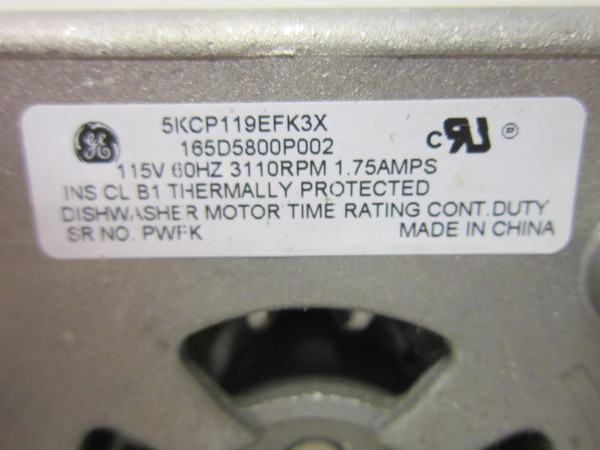 5KCP119EFK3X
165D5800P002
115V 60HZ 3110RPM 1.75AMPS
INS CL B1 THERMALLY PROTECTED
DISHWASHER MOTOR TIME RATING CONT.DUTY
SR NO. MADE IN CHINA
GE
c RU ®